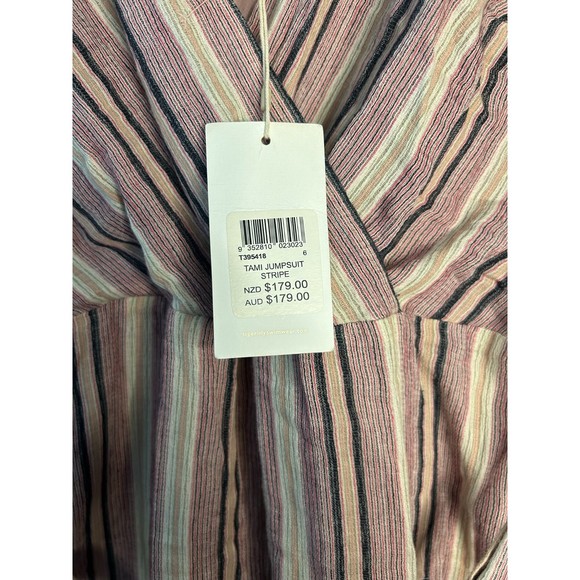 9 352810 023023
T395418 6
TAMI JUMPSUIT
STRIPE
NZD $179.00
AUD $179.00